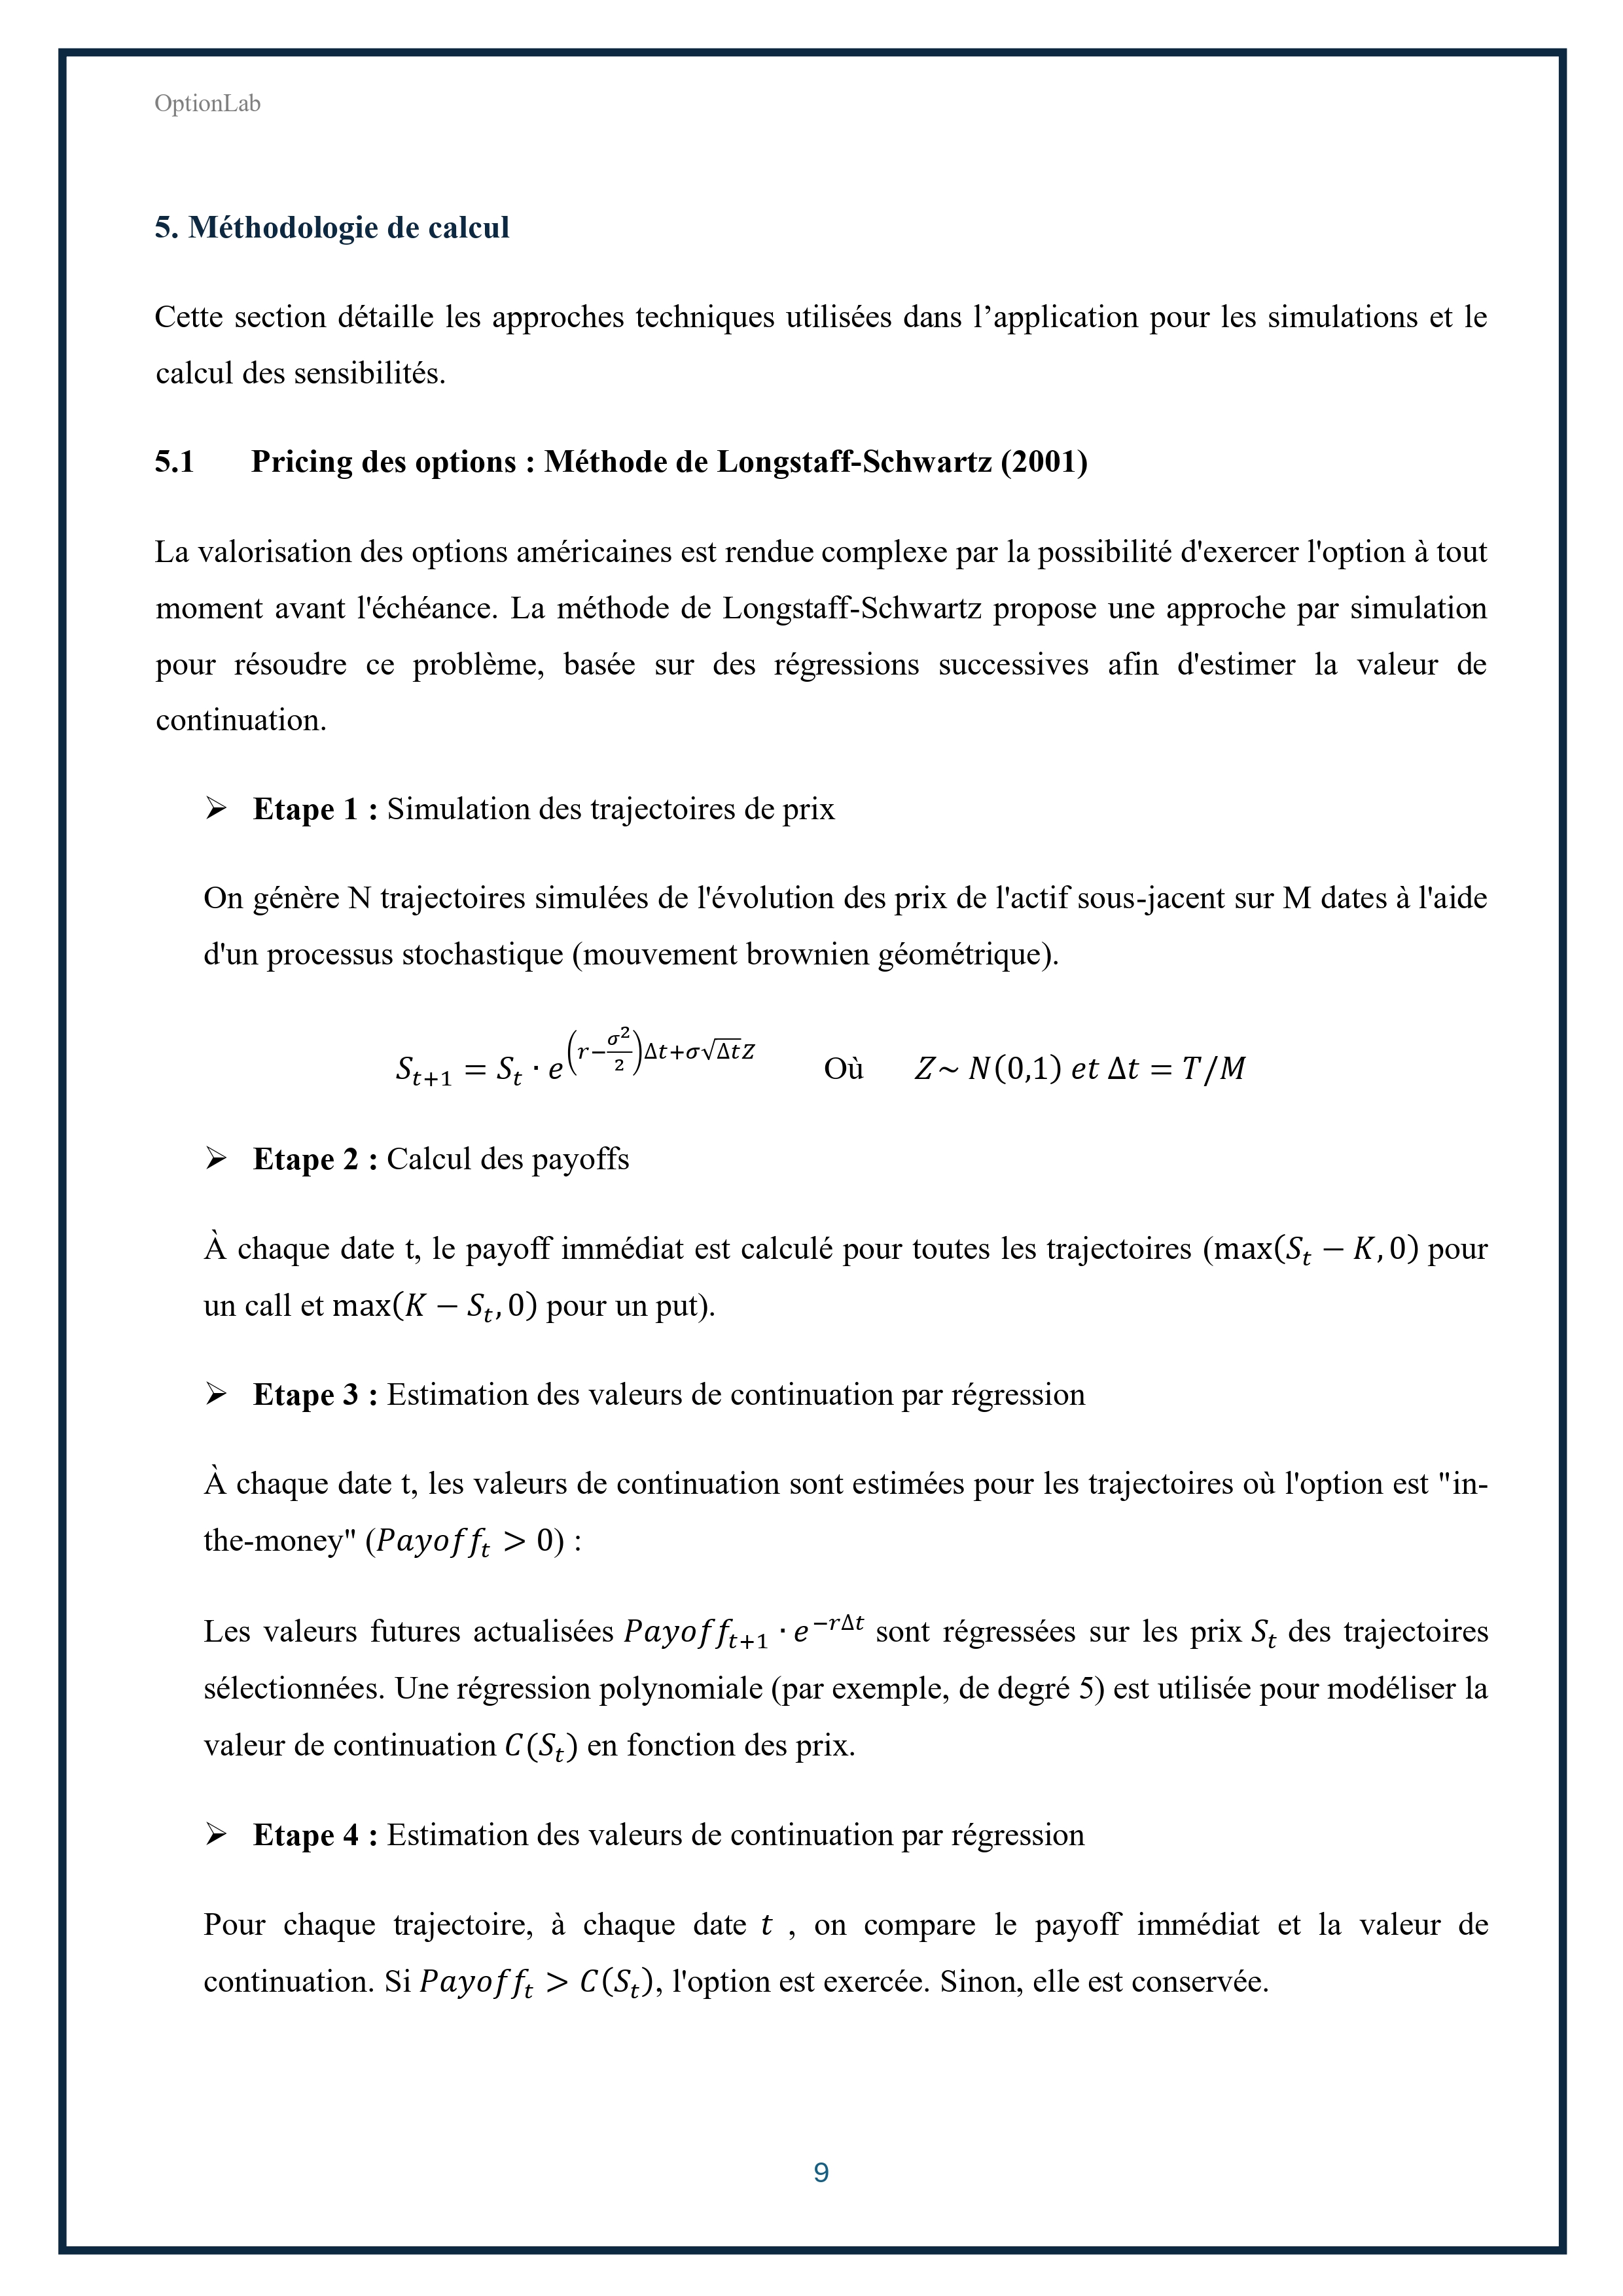 OptionLab
5. Méthodologie de calcul
Cette section détaille les approches techniques utilisées dans l’application pour les simulations et le
calcul des sensibilités.
5.1 Pricing des options : Méthode de Longstaff-Schwartz (2001)
La valorisation des options américaines est rendue complexe par la possibilité d'exercer l'option à tout
moment avant l'échéance. La méthode de Longstaff-Schwartz propose une approche par simulation
pour résoudre ce problème, basée sur des régressions successives afin d'estimer la valeur de
continuation.
➢ Etape 1 : Simulation des trajectoires de prix
On génère N trajectoires simulées de l'évolution des prix de l'actif sous-jacent sur M dates à l'aide
d'un processus stochastique (mouvement brownien géométrique).
$S_{t+1} = S_t \cdot e^{\left(r-\frac{\sigma^2}{2}\right)\Delta t+\sigma\sqrt{\Delta t}Z}$ Où $Z \sim N(0,1)\ et\ \Delta t = T/M$
➢ Etape 2 : Calcul des payoffs
À chaque date t, le payoff immédiat est calculé pour toutes les trajectoires ($\max(S_t - K, 0)$ pour
un call et $\max(K - S_t, 0)$ pour un put).
➢ Etape 3 : Estimation des valeurs de continuation par régression
À chaque date t, les valeurs de continuation sont estimées pour les trajectoires où l'option est "in-
the-money" ($Payoff_t > 0$) :
Les valeurs futures actualisées $Payoff_{t+1} \cdot e^{-r\Delta t}$ sont régressées sur les prix $S_t$ des trajectoires
sélectionnées. Une régression polynomiale (par exemple, de degré 5) est utilisée pour modéliser la
valeur de continuation $C(S_t)$ en fonction des prix.
➢ Etape 4 : Estimation des valeurs de continuation par régression
Pour chaque trajectoire, à chaque date $t$ , on compare le payoff immédiat et la valeur de
continuation. Si $Payoff_t > C(S_t)$, l'option est exercée. Sinon, elle est conservée.
9